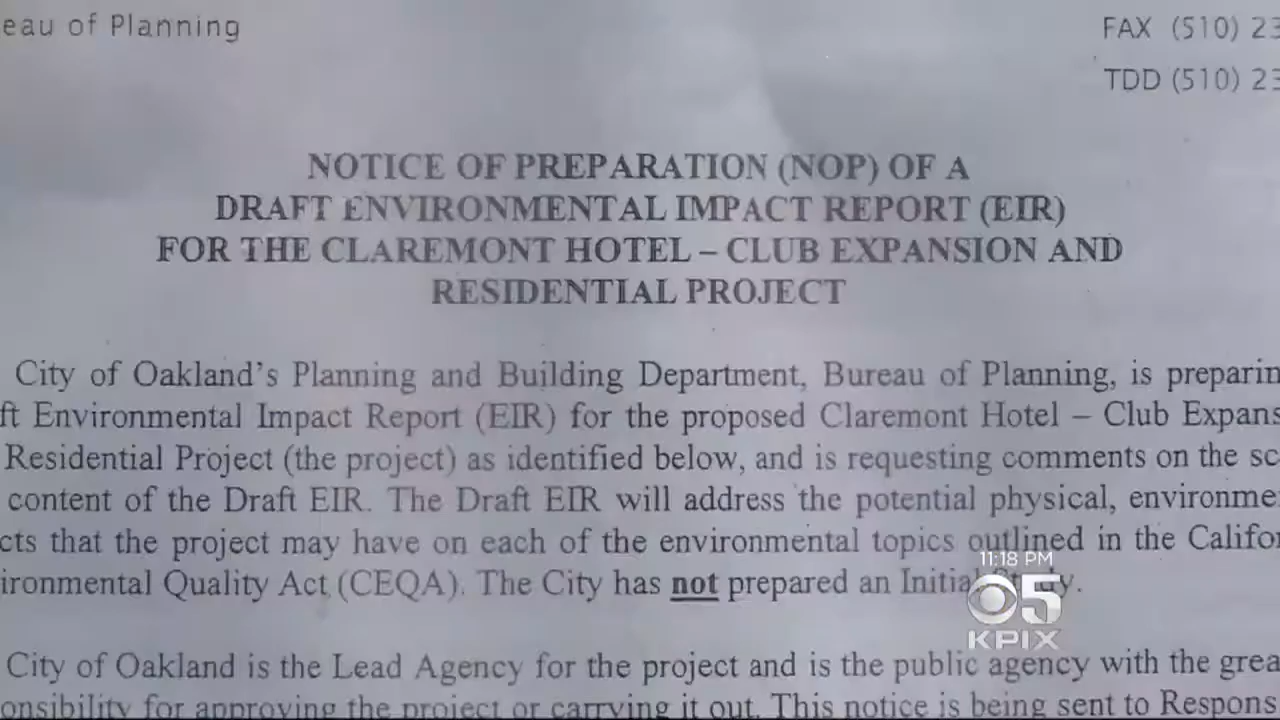 eau of Planning
FAX (510) 23
TDD (510) 23
NOTICE OF PREPARATION (NOP) OF A
DRAFT ENVIRONMENTAL IMPACT REPORT (EIR)
FOR THE CLAREMONT HOTEL – CLUB EXPANSION AND
RESIDENTIAL PROJECT
City of Oakland's Planning and Building Department, Bureau of Planning, is preparin
ft Environmental Impact Report (EIR) for the proposed Claremont Hotel – Club Expans
Residential Project (the project) as identified below, and is requesting comments on the sc
content of the Draft EIR. The Draft EIR will address the potential physical, environme
cts that the project may have on each of the environmental topics outlined in the Califor
ironmental Quality Act (CEQA). The City has not prepared an Initial Study.
11:18 PM
5
KPIX
City of Oakland is the Lead Agency for the project and is the public agency with the grea
onsibility for approving the project or carrying it out. This notice is being sent to Respons